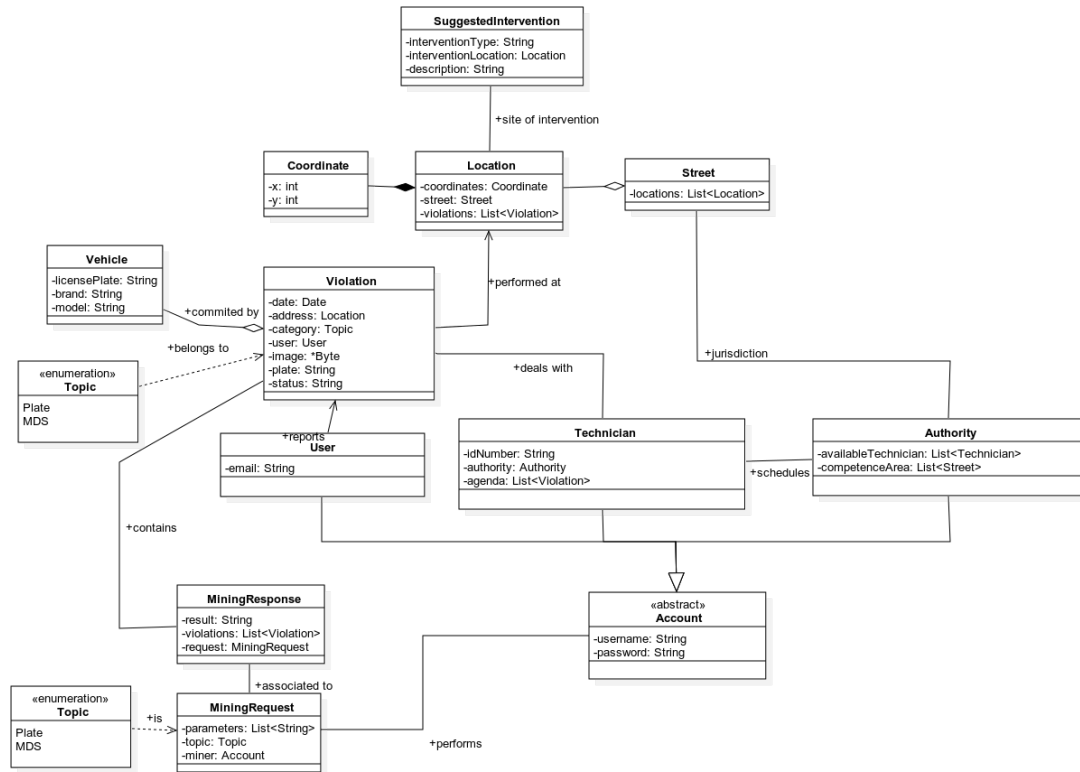 SuggestedIntervention
-interventionType: String
-interventionLocation: Location
-description: String
+site of intervention
Coordinate
-x: int
-y: int
Location
-coordinates: Coordinate
-street: Street
-violations: List<Violation>
Street
-locations: List<Location>
Vehicle
-licensePlate: String
-brand: String
-model: String
+commited by
Violation
-date: Date
-address: Location
-category: Topic
-user: User
-image: *Byte
-plate: String
-status: String
+performed at
+belongs to
«enumeration»
Topic
Plate
MDS
+jurisdiction
+deals with
+reports
User
-email: String
Technician
-idNumber: String
-authority: Authority
-agenda: List<Violation>
+schedules
Authority
-availableTechnician: List<Technician>
-competenceArea: List<Street>
+contains
MiningResponse
-result: String
-violations: List<Violation>
-request: MiningRequest
«abstract»
Account
-username: String
-password: String
+associated to
«enumeration»
Topic
Plate
MDS
+is
MiningRequest
-parameters: List<String>
-topic: Topic
-miner: Account
+performs